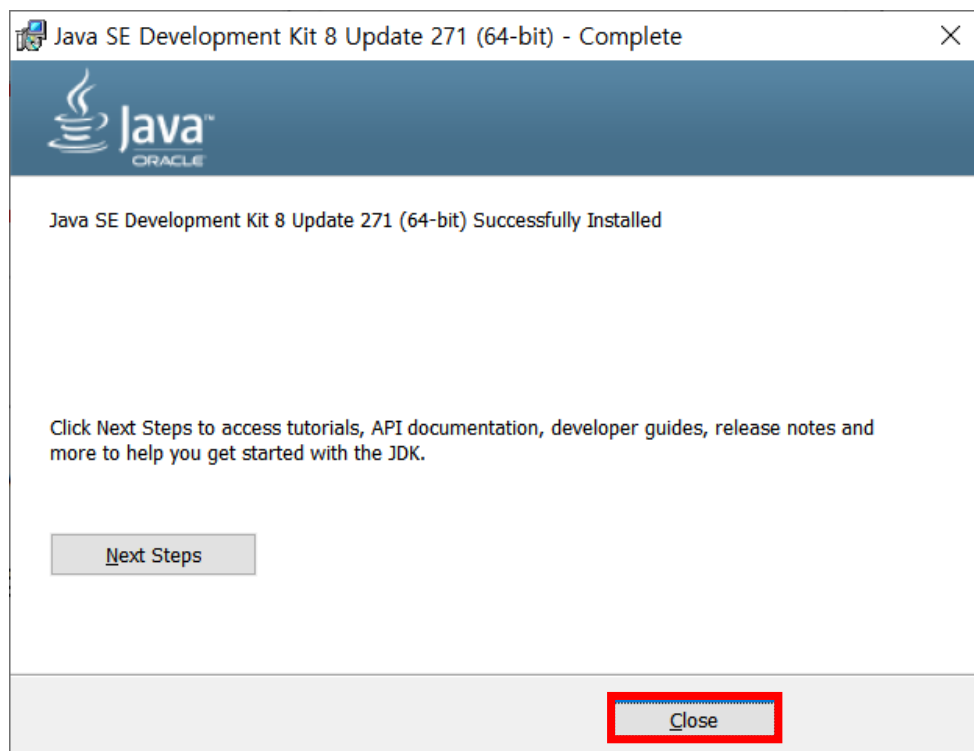 Java SE Development Kit 8 Update 271 (64-bit) - Complete
Java™
ORACLE
Java SE Development Kit 8 Update 271 (64-bit) Successfully Installed
Click Next Steps to access tutorials, API documentation, developer guides, release notes and
more to help you get started with the JDK.
Next Steps
Close